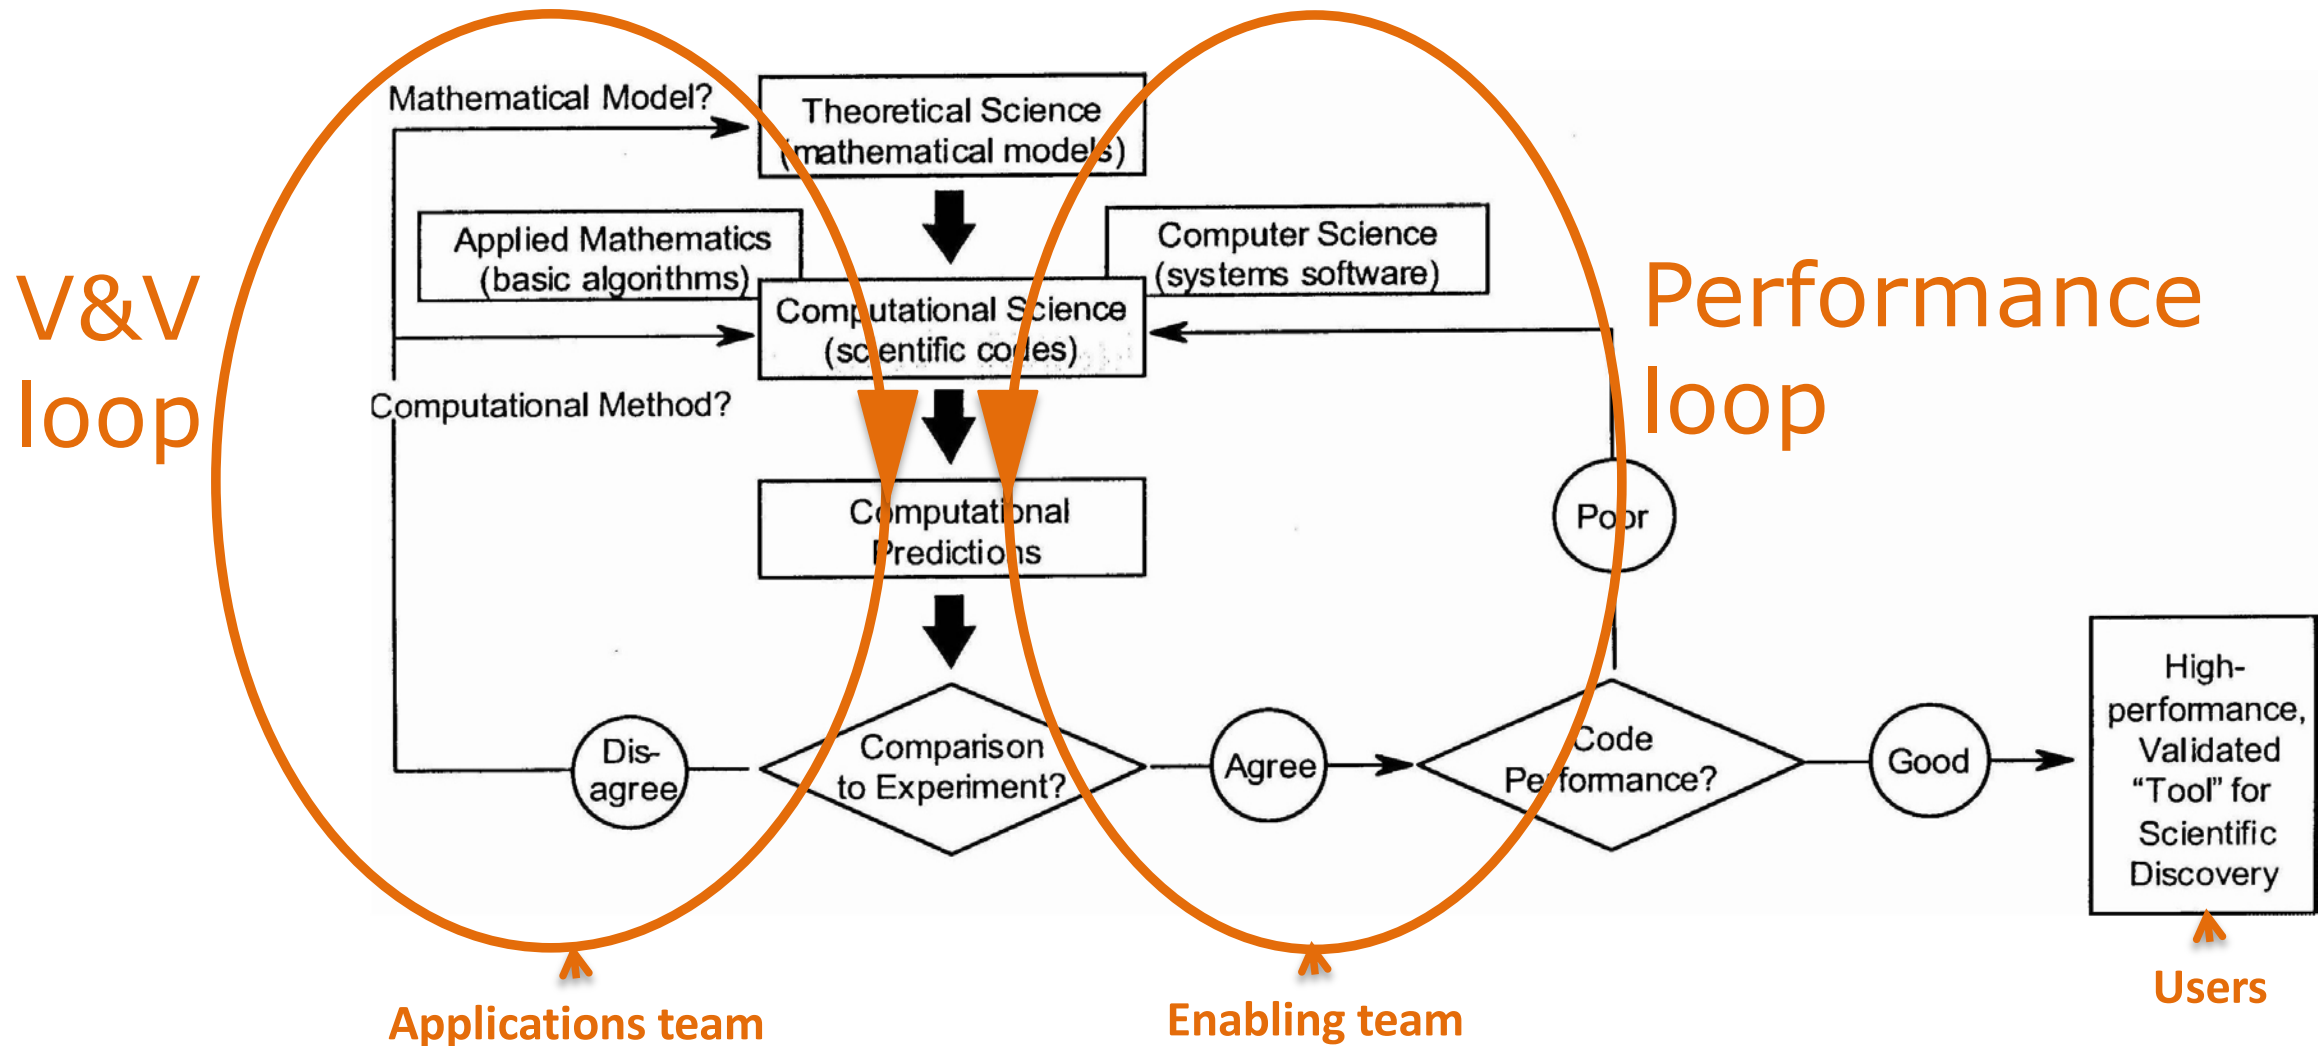 Mathematical Model?
Theoretical Science
(mathematical models)
Applied Mathematics
(basic algorithms)
Computer Science
(systems software)
V&V
loop
Performance
loop
Computational Science
(scientific codes)
Computational Method?
Computational
Predictions
Poor
Dis-
agree
Comparison
to Experiment?
Agree
Code
Performance?
Good
High-
performance,
Validated
“Tool” for
Scientific
Discovery
Applications team
Enabling team
Users